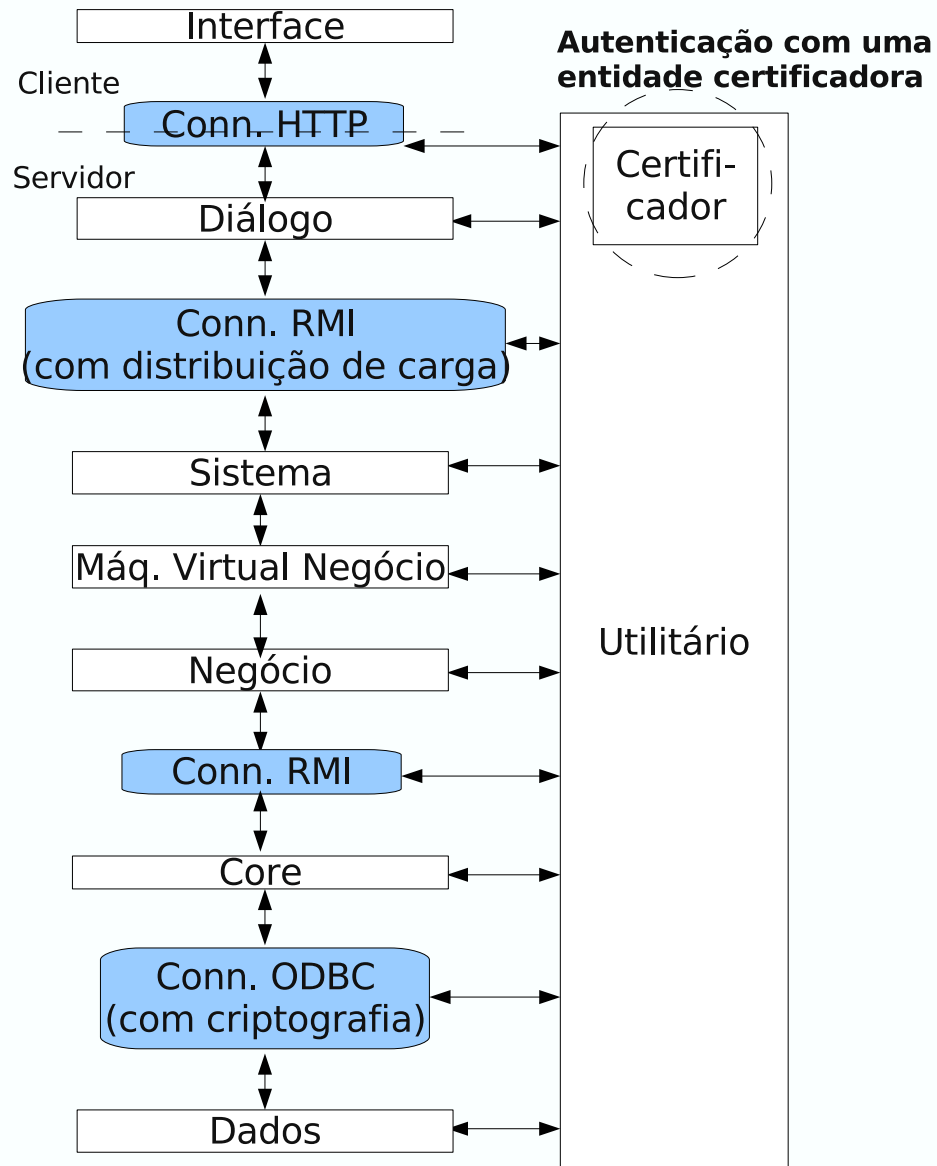 Interface
Autenticação com uma
entidade certificadora
Cliente
Conn. HTTP
Certifi-
cador
Servidor
Diálogo
Conn. RMI
(com distribuição de carga)
Sistema
Máq. Virtual Negócio
Utilitário
Negócio
Conn. RMI
Core
Conn. ODBC
(com criptografia)
Dados